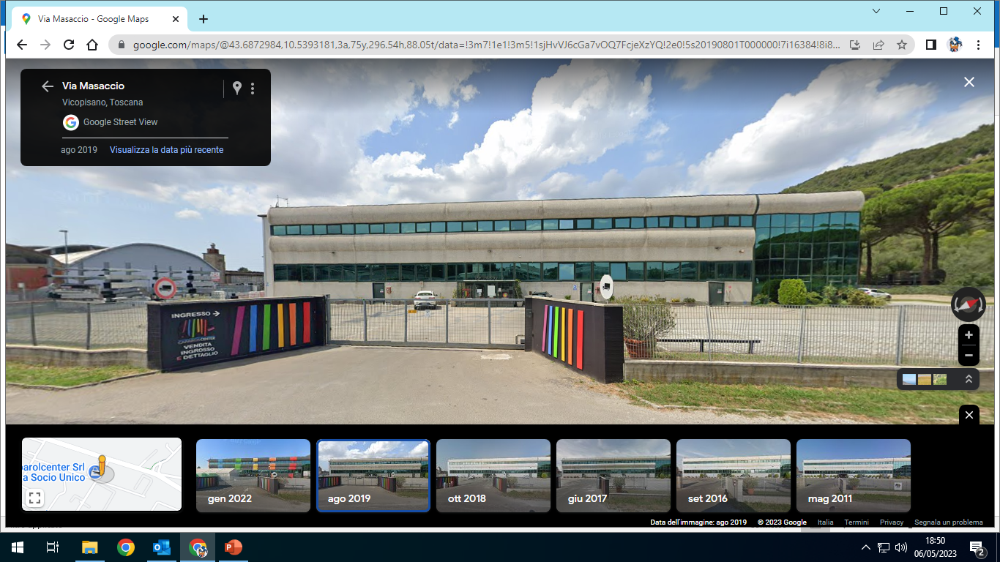 Via Masaccio - Google Maps
google.com/maps/@43.6872984,10.5393181,3a,75y,296.54h,88.05t/data=!3m7!1e1!3m5!1sjHvVJ6cGa7vOQ7FcjeXzYQ!2e0!5s20190801T000000!7i16384!8i8...
Via Masaccio
Vicopisano, Toscana
Google Street View
ago 2019 Visualizza la data più recente
INGRESSO
CAPAROLCENTER
VENDITA
INGROSSO
E DETTAGLIO
parolcenter Srl
a Socio Unico
gen 2022
ago 2019
ott 2018
giu 2017
set 2016
mag 2011
Data dell'immagine: ago 2019 © 2023 Google Italia Termini Privacy Segnala un problema
18:50
06/05/2023
2